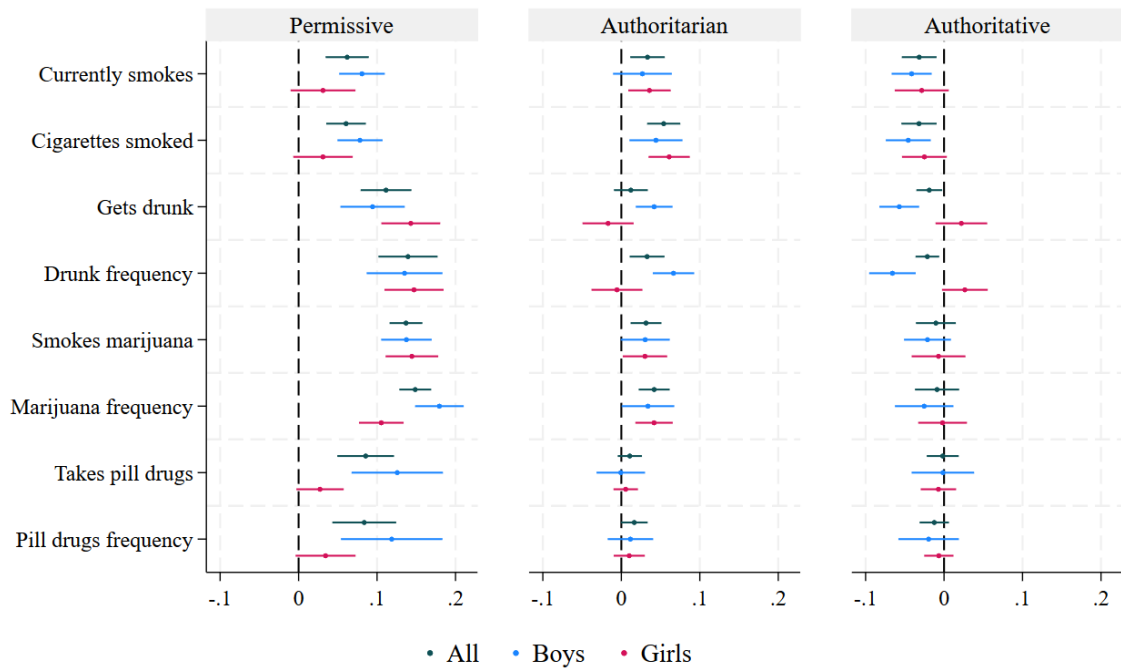 Permissive Authoritarian Authoritative
Currently smokes
Cigarettes smoked
Gets drunk
Drunk frequency
Smokes marijuana
Marijuana frequency
Takes pill drugs
Pill drugs frequency
-.1 0 .1 .2 -.1 0 .1 .2 -.1 0 .1 .2
All Boys Girls